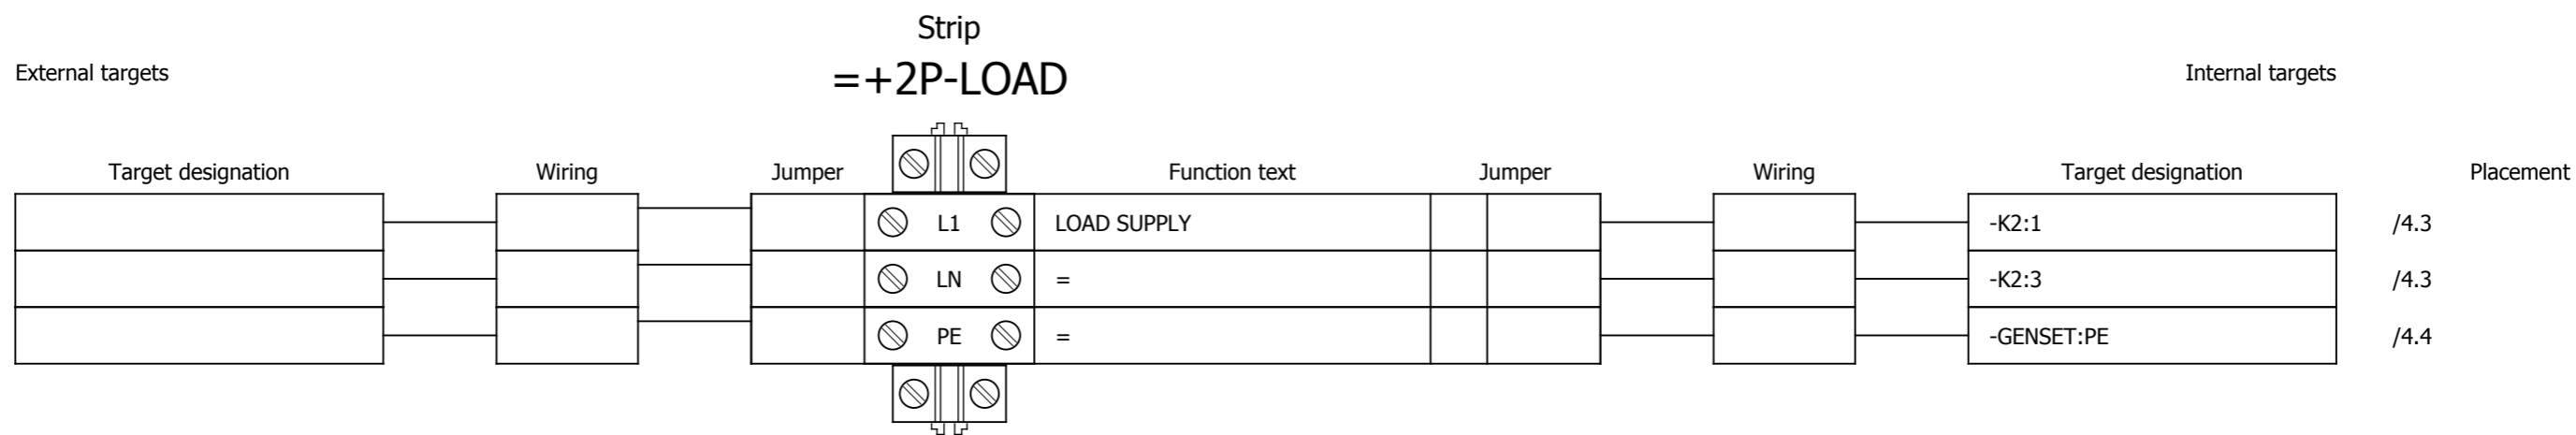 Strip
External targets =+2P-LOAD Internal targets
Target designation Wiring Jumper Function text Jumper Wiring Target designation Placement
L1 LOAD SUPPLY -K2:1 /4.3
LN = -K2:3 /4.3
PE = -GENSET:PE /4.4